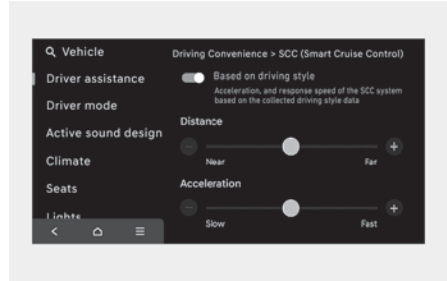 Vehicle
Driving Convenience > SCC (Smart Cruise Control)
Driver assistance
Based on driving style
Acceleration, and response speed of the SCC system
based on the collected driving style data
Driver mode
Active sound design
Climate
Seats
Lights
Distance
Near
Far
Acceleration
Slow
Fast